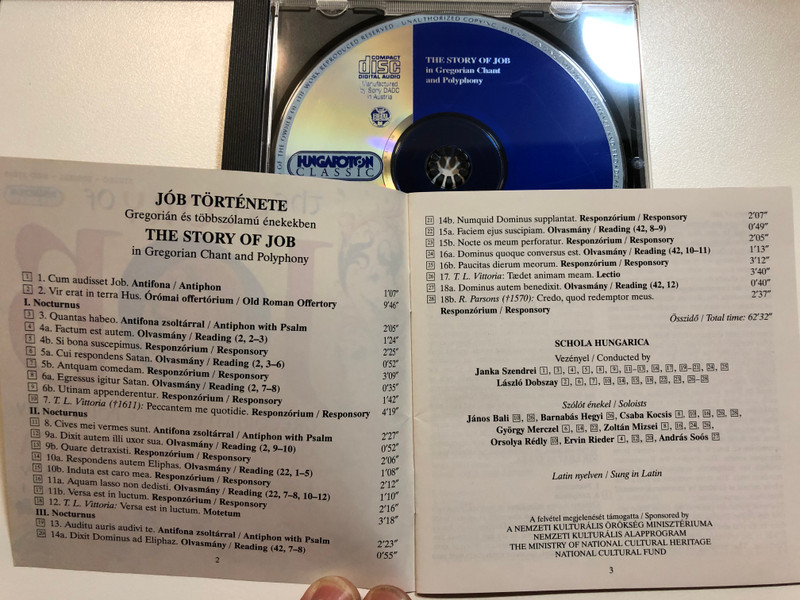 UNAUTHORIZED COPYING
OF THE OWNER OF THE WORK REPRODUCED RESERVED
COMPACT
disc
DIGITAL AUDIO
Manufactured
by Sony DADC
in Austria
THE STORY OF JOB
in Gregorian Chant
and Polyphony
HUNGAROTON
CLASSIC
JÓB TÖRTÉNETE
Gregorián és többszólamú énekekben
THE STORY OF JOB
in Gregorian Chant and Polyphony
1 1. Cum audisset Job. Antifona / Antiphon 1'07"
2 2. Vir erat in terra Hus. Órómai offertórium / Old Roman Offertory 9'46"
I. Nocturnus
3 3. Quantas habeo. Antifona zsoltárral / Antiphon with Psalm 2'05"
4 4a. Factum est autem. Olvasmány / Reading (2, 2–3) 1'24"
5 4b. Si bona suscepimus. Responzórium / Responsory 2'25"
6 5a. Cui respondens Satan. Olvasmány / Reading (2, 3–6) 0'52"
7 5b. Antquam comedam. Responzórium / Responsory 3'09"
8 6a. Egressus igitur Satan. Olvasmány / Reading (2, 7–8) 0'35"
9 6b. Utinam appenderentur. Responzórium / Responsory 1'42"
10 7. T. L. Vittoria (†1611): Peccantem me quotidie. Responzórium / Responsory 4'19"
II. Nocturnus
11 8. Cives mei vermes sunt. Antifona zsoltárral / Antiphon with Psalm 2'27"
12 9a. Dixit autem illi uxor sua. Olvasmány / Reading (2, 9–10) 0'52"
13 9b. Quare detraxisti. Responzórium / Responsory 2'06"
14 10a. Respondens autem Eliphas. Olvasmány / Reading (22, 1–5) 1'08"
15 10b. Induta est caro mea. Responzórium / Responsory 2'12"
16 11a. Aquam lasso non dedisti. Olvasmány / Reading (22, 7–8, 10–12) 1'10"
17 11b. Versa est in luctum. Responzórium / Responsory 2'16"
18 12. T. L. Vittoria: Versa est in luctum. Motetum 3'18"
III. Nocturnus
19 13. Auditu auris audivi te. Antifona zsoltárral / Antiphon with Psalm 2'23"
20 14a. Dixit Dominus ad Eliphaz. Olvasmány / Reading (42, 7–8) 0'55"
2
21 14b. Numquid Dominus supplantat. Responzórium / Responsory 2'07"
22 15a. Faciem ejus suscipiam. Olvasmány / Reading (42, 8–9) 0'49"
23 15b. Nocte os meum perforatur. Responzórium / Responsory 2'05"
24 16a. Dominus quoque conversus est. Olvasmány / Reading (42, 10–11) 1'13"
25 16b. Paucitas dierum meorum. Responzórium / Responsory 3'12"
26 17. T. L. Vittoria: Tædet animam meam. Lectio 3'40"
27 18a. Dominus autem benedixit. Olvasmány / Reading (42, 12) 0'40"
28 18b. R. Parsons (†1570): Credo, quod redemptor meus. 2'37"
Responzórium / Responsory
Összidő / Total time: 62'32"
SCHOLA HUNGARICA
Vezényel / Conducted by
Janka Szendrei
László Dobszay
Szólót énekel / Soloists
János Bali Barnabás Hegyi Csaba Kocsis
György Merczel Zoltán Mizsei
Orsolya Rédly Ervin Rieder András Soós
Latin nyelven / Sung in Latin
A felvétel megjelenését támogatta / Sponsored by
A NEMZETI KULTURÁLIS ÖRÖKSÉG MINISZTÉRIUMA
NEMZETI KULTURÁLIS ALAPPROGRAM
THE MINISTRY OF NATIONAL CULTURAL HERITAGE
NATIONAL CULTURAL FUND
3